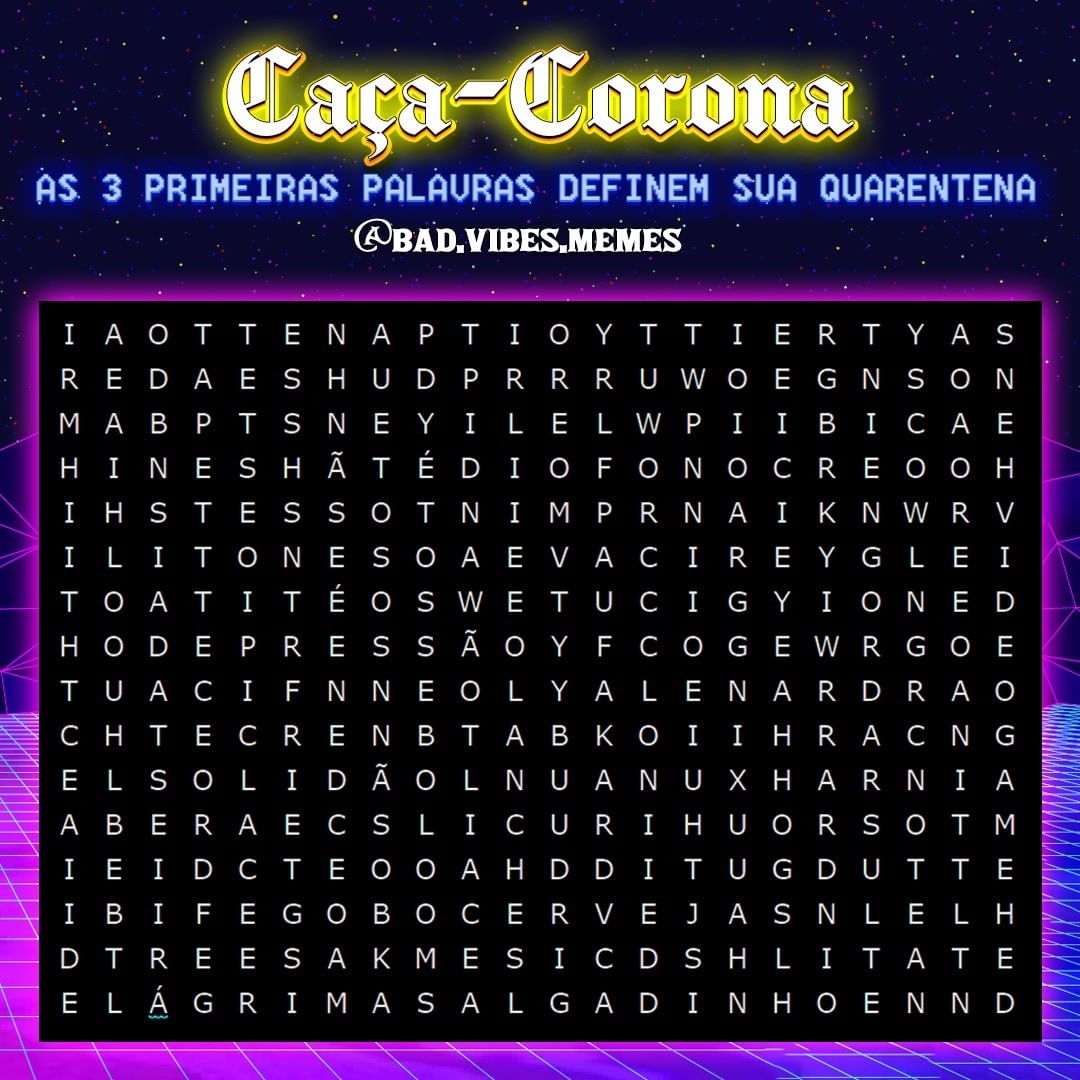 Caça-Corona
AS 3 PRIMEIRAS PALAVRAS DEFINEM SUA QUARENTENA
@BAD.VIBES.MEMES
I A O T T E N A P T I O Y T T I E R T Y A S
R E D A E S H U D P R R R U W O E G N S O N
M A B P T S N E Y I L E L W P I I B I C A E
H I N E S H Ã T É D I O F O N O C R E O O H
I H S T E S S O T N I M P R N A I K N W R V
I L I T O N E S O A E V A C I R E Y G L E I
T O A T I T É O S W E T U C I G Y I O N E D
H O D E P R E S S Ã O Y F C O G E W R G O E
T U A C I F N N E O L Y A L E N A R D R A O
C H T E C R E N B T A B K O I I H R A C N G
E L S O L I D Ã O L N U A N U X H A R N I A
A B E R A E C S L I C U R I H U O R S O T M
I E I D C T E O O A H D D I T U G D U T T E
I B I F E G O B O C E R V E J A S N L E L H
D T R E E S A K M E S I C D S H L I T A T E
E L Á G R I M A S A L G A D I N H O E N N D